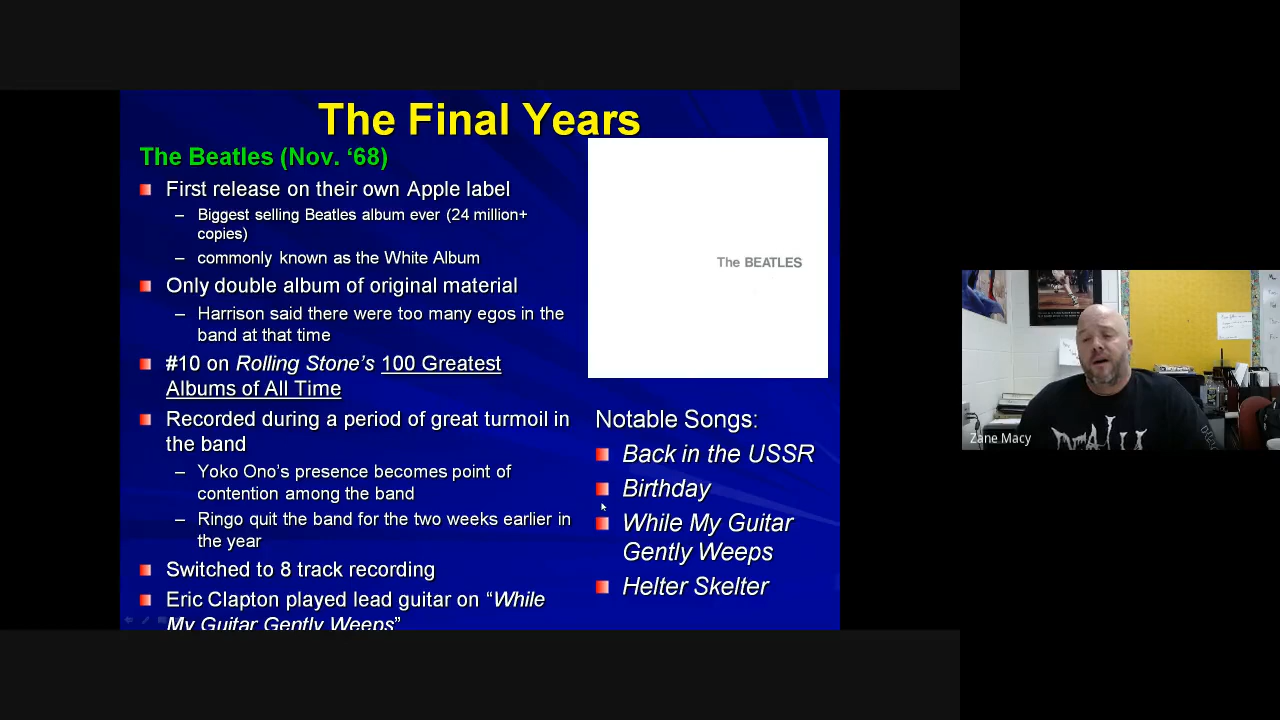 The Final Years
The Beatles (Nov. ‘68)
First release on their own Apple label
– Biggest selling Beatles album ever (24 million+
copies)
– commonly known as the White Album
Only double album of original material
– Harrison said there were too many egos in the
band at that time
#10 on Rolling Stone’s 100 Greatest
Albums of All Time
Recorded during a period of great turmoil in
the band
– Yoko Ono’s presence becomes point of
contention among the band
– Ringo quit the band for the two weeks earlier in
the year
Switched to 8 track recording
Eric Clapton played lead guitar on “While
My Guitar Gently Weeps”
The BEATLES
Notable Songs:
Back in the USSR
Birthday
While My Guitar
Gently Weeps
Helter Skelter
Zane Macy